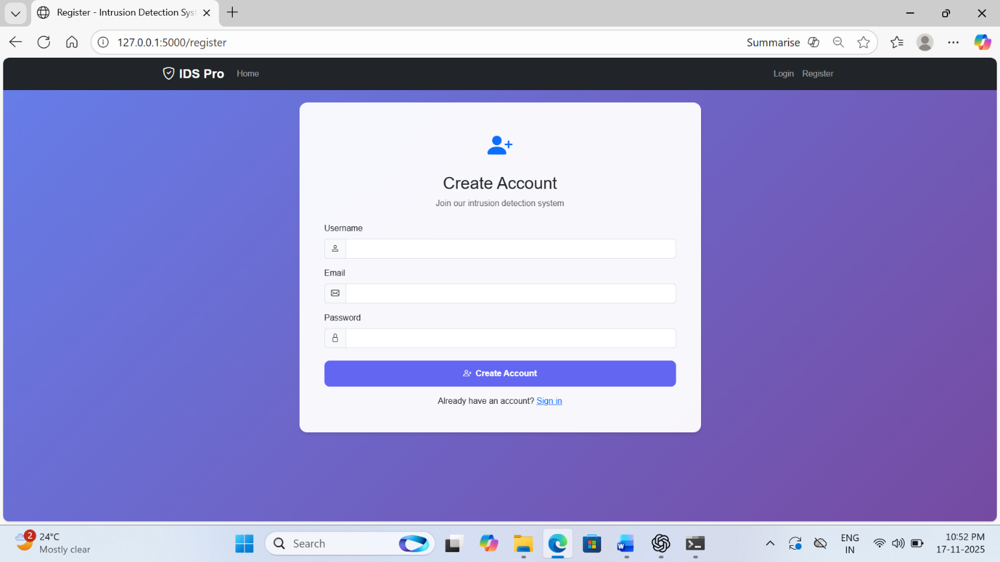 Register - Intrusion Detection Sys
127.0.0.1:5000/register
Summarise
IDS Pro
Home
Login
Register
Create Account
Join our intrusion detection system
Username
Email
Password
Create Account
Already have an account? Sign in
2
24°C
Mostly clear
Search
W
ENG
IN
10:52 PM
17-11-2025